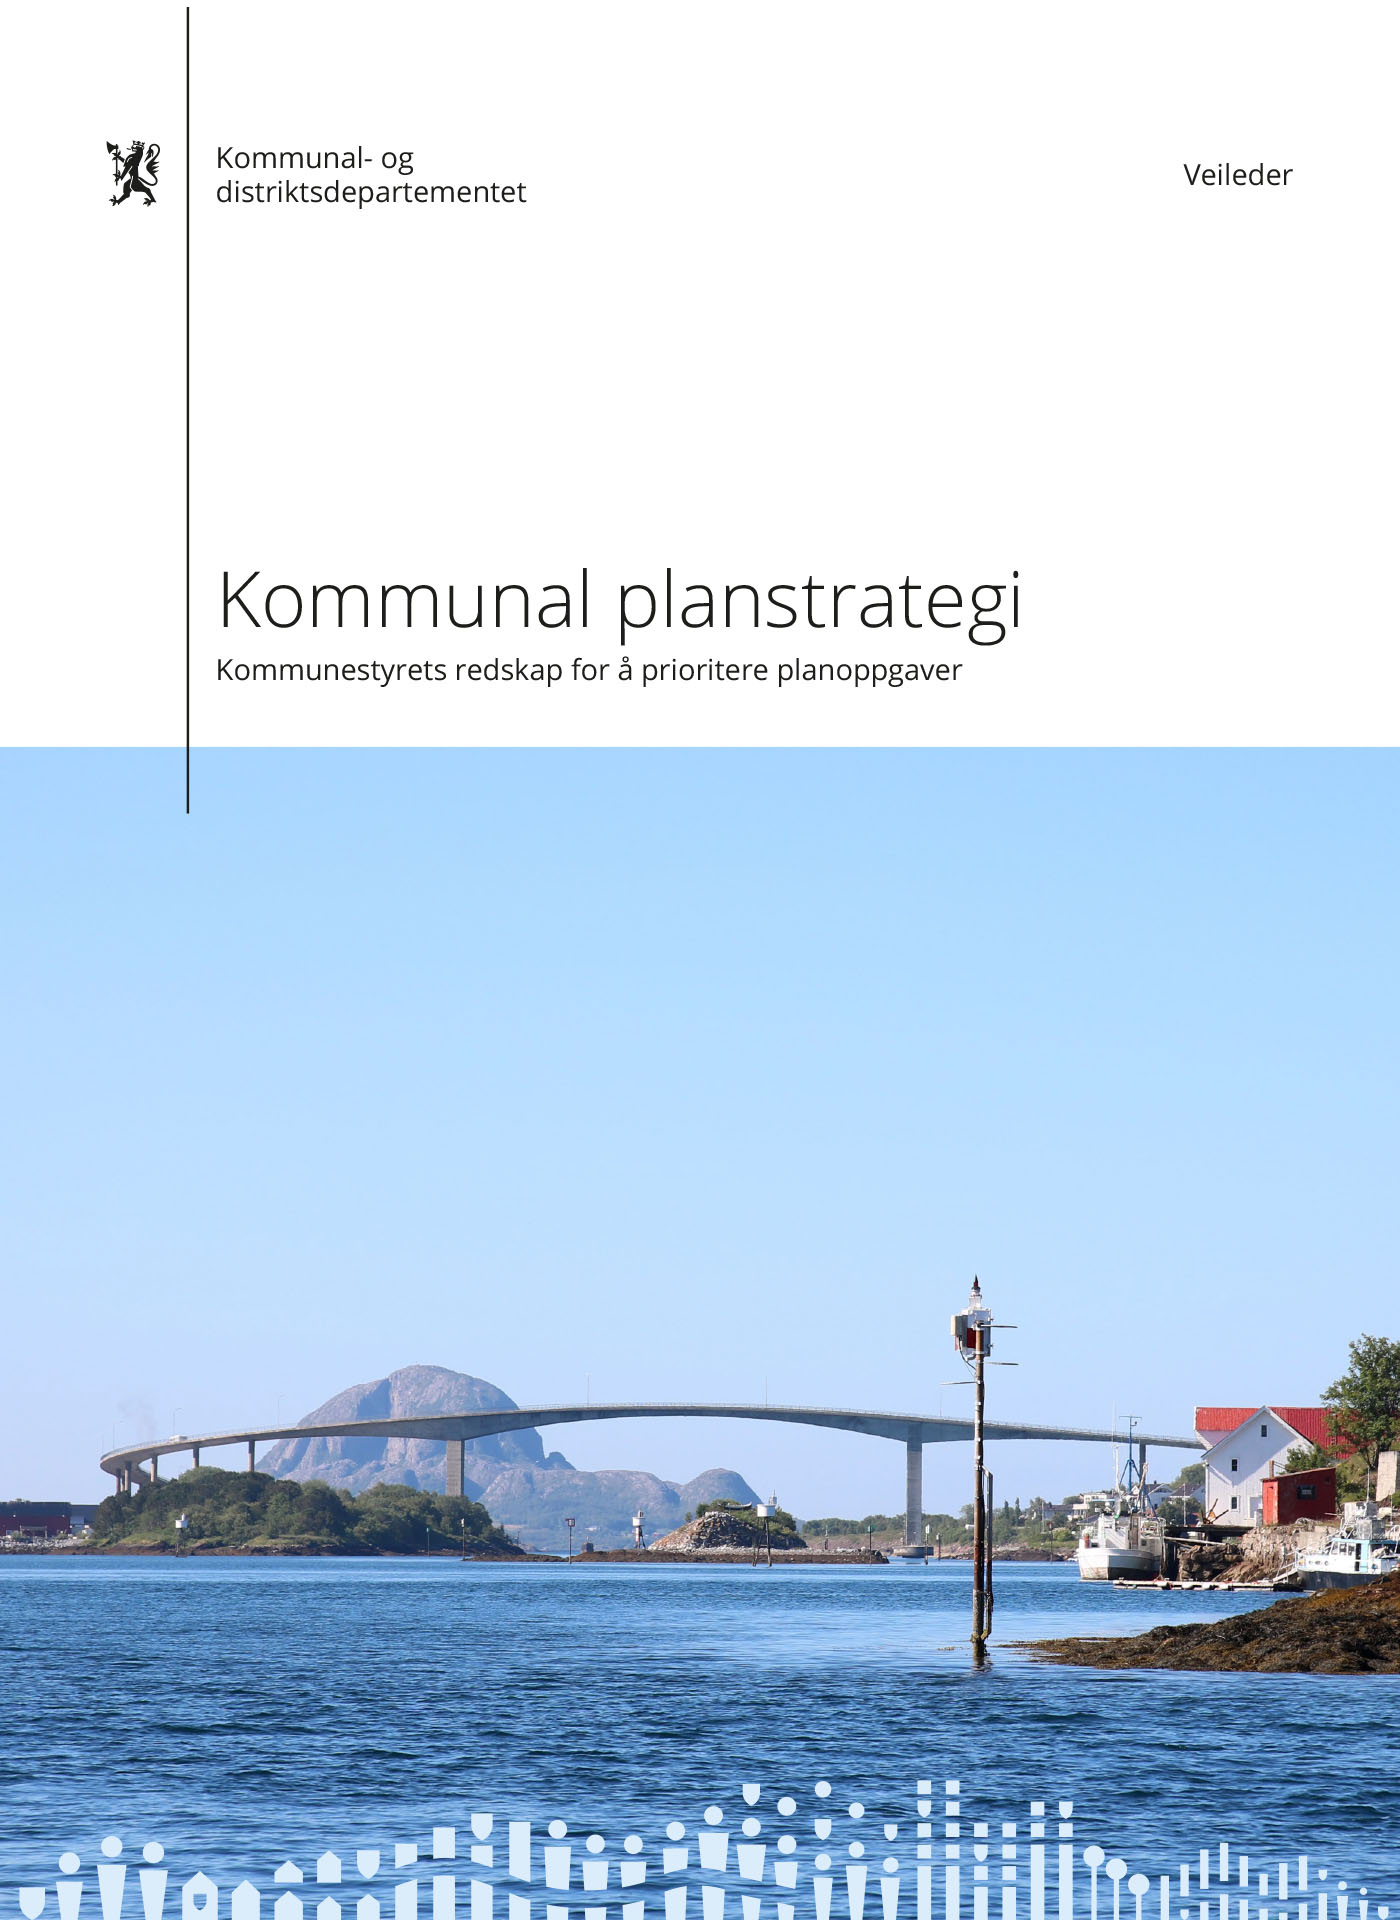 Kommunal- og
distriktsdepartementet
Veileder
Kommunal planstrategi
Kommunestyrets redskap for å prioritere planoppgaver